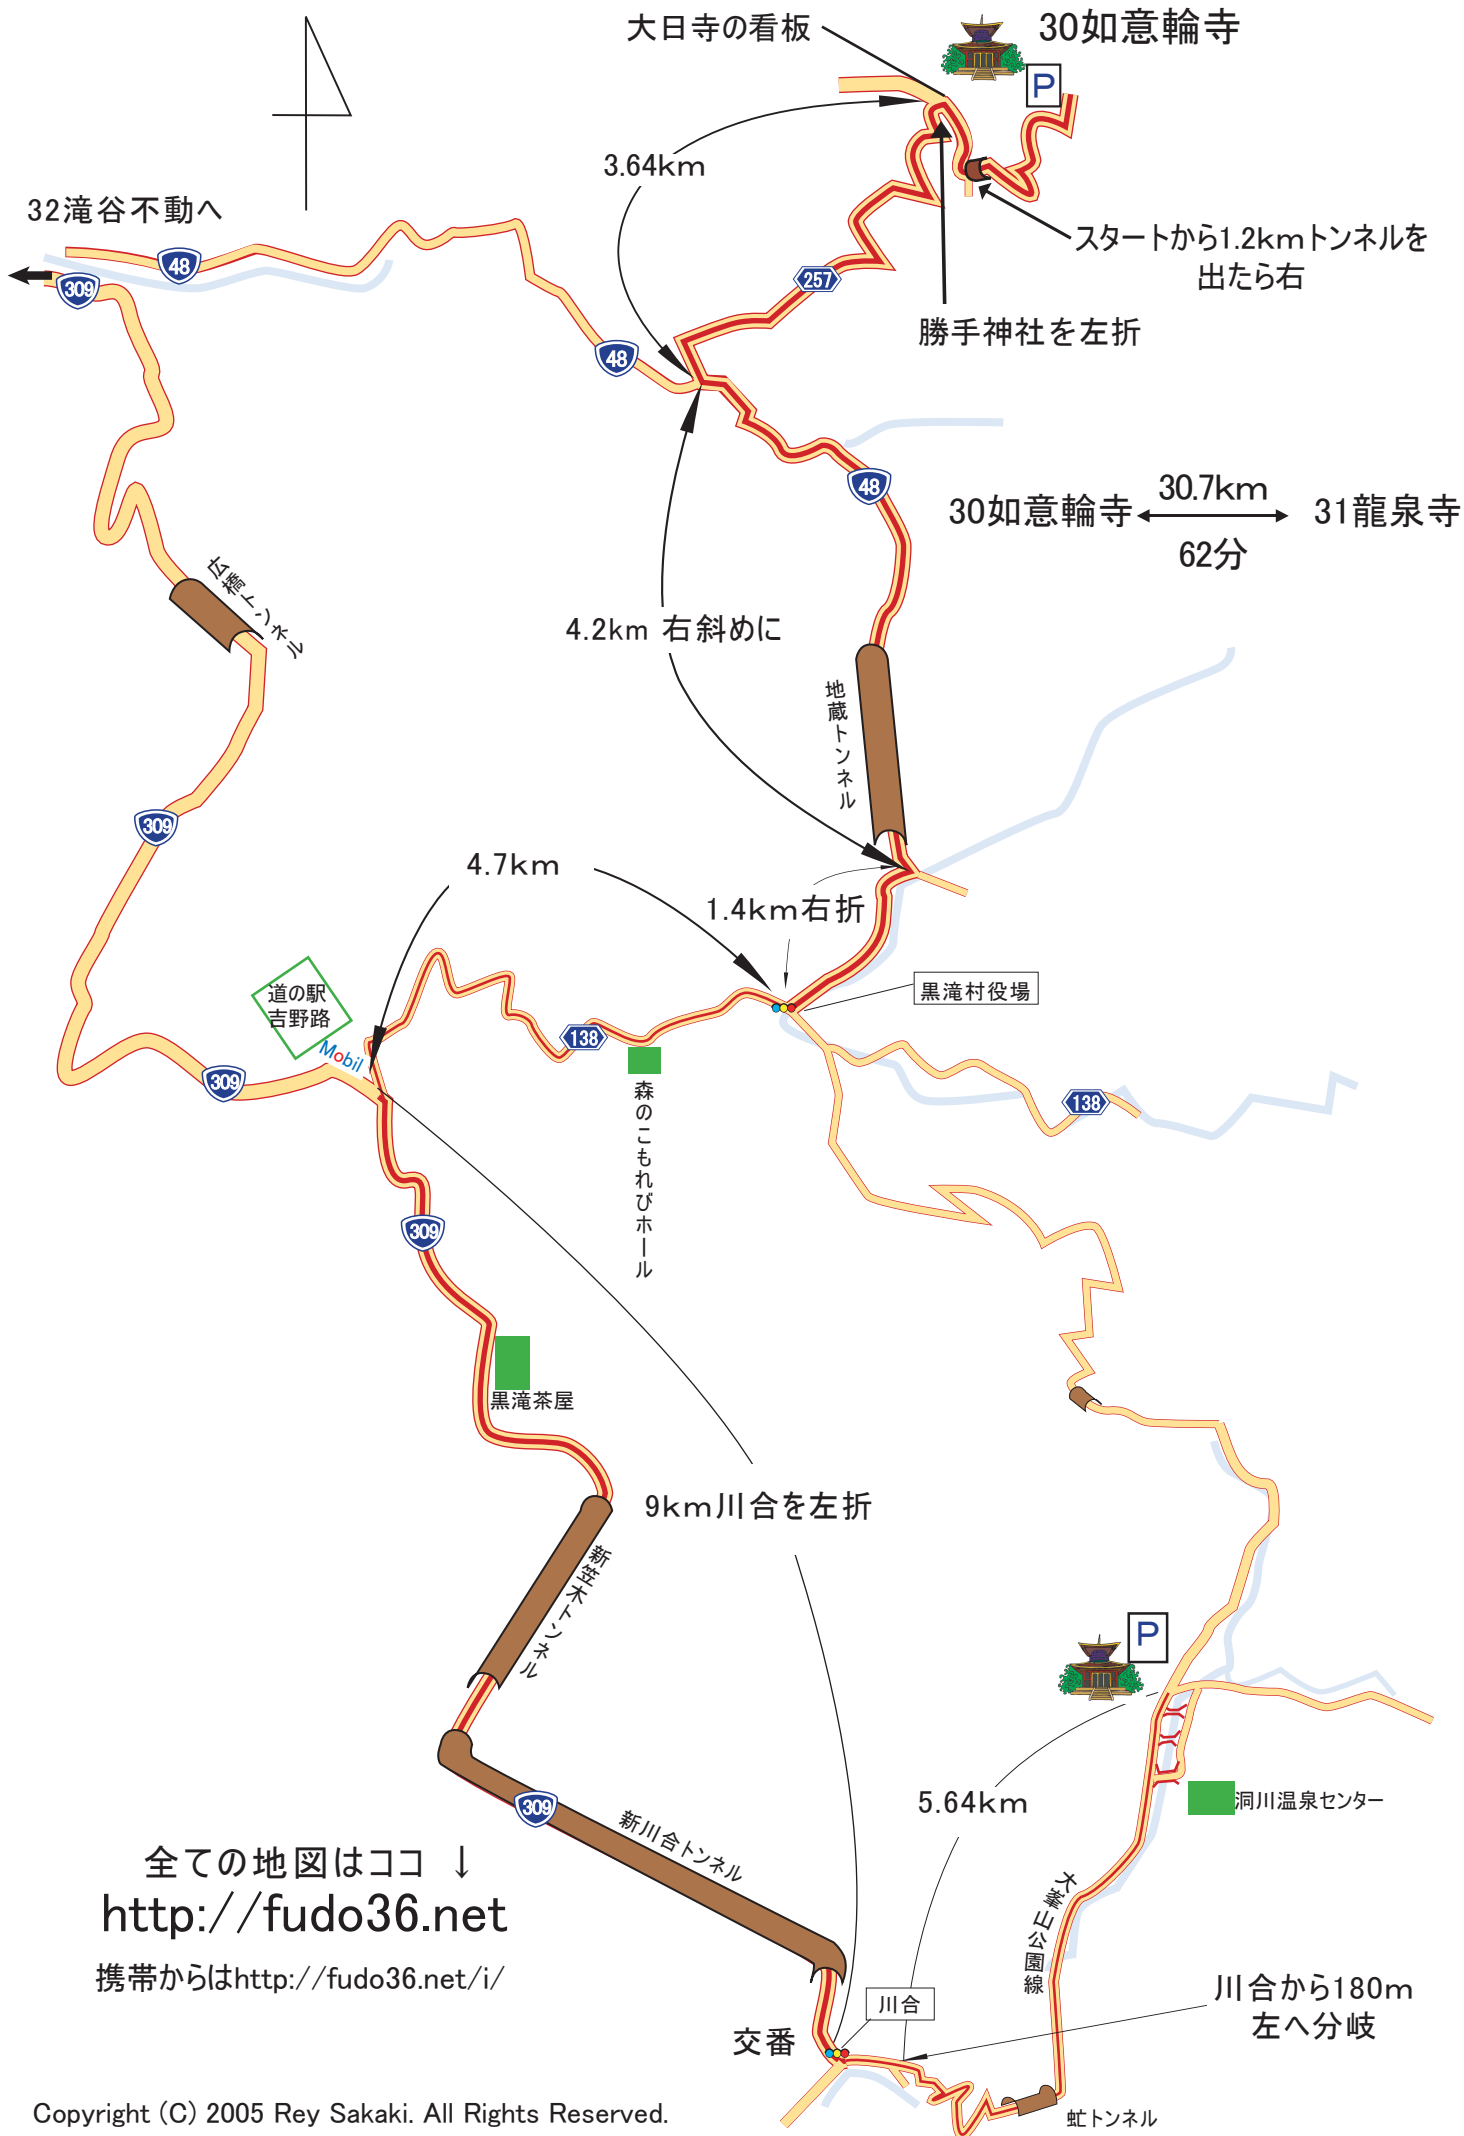 大日寺の看板
30如意輪寺
P
3.64km
32滝谷不動へ
スタートから1.2kmトンネルを
出たら右
48
309
257
勝手神社を左折
48
48
30如意輪寺
30.7km
62分
31龍泉寺
広橋トンネル
4.2km 右斜めに
地蔵トンネル
309
4.7km
1.4km右折
道の駅
吉野路
Mobil
黒滝村役場
138
309
138
森のこもれびホール
309
黒滝茶屋
9km川合を左折
新笠木トンネル
P
5.64km
洞川温泉センター
309
新川合トンネル
大峯山公園線
全ての地図はココ ↓
http://fudo36.net
携帯からはhttp://fudo36.net/i/
川合
川合から180m
左へ分岐
交番
虻トンネル
Copyright (C) 2005 Rey Sakaki. All Rights Reserved.